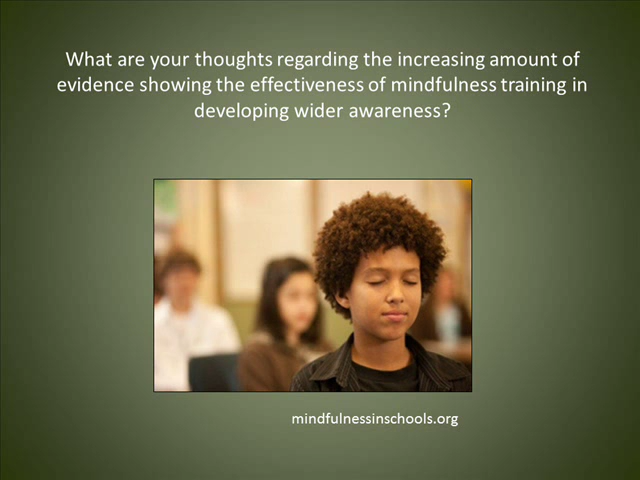 What are your thoughts regarding the increasing amount of
evidence showing the effectiveness of mindfulness training in
developing wider awareness?
mindfulnessinschools.org